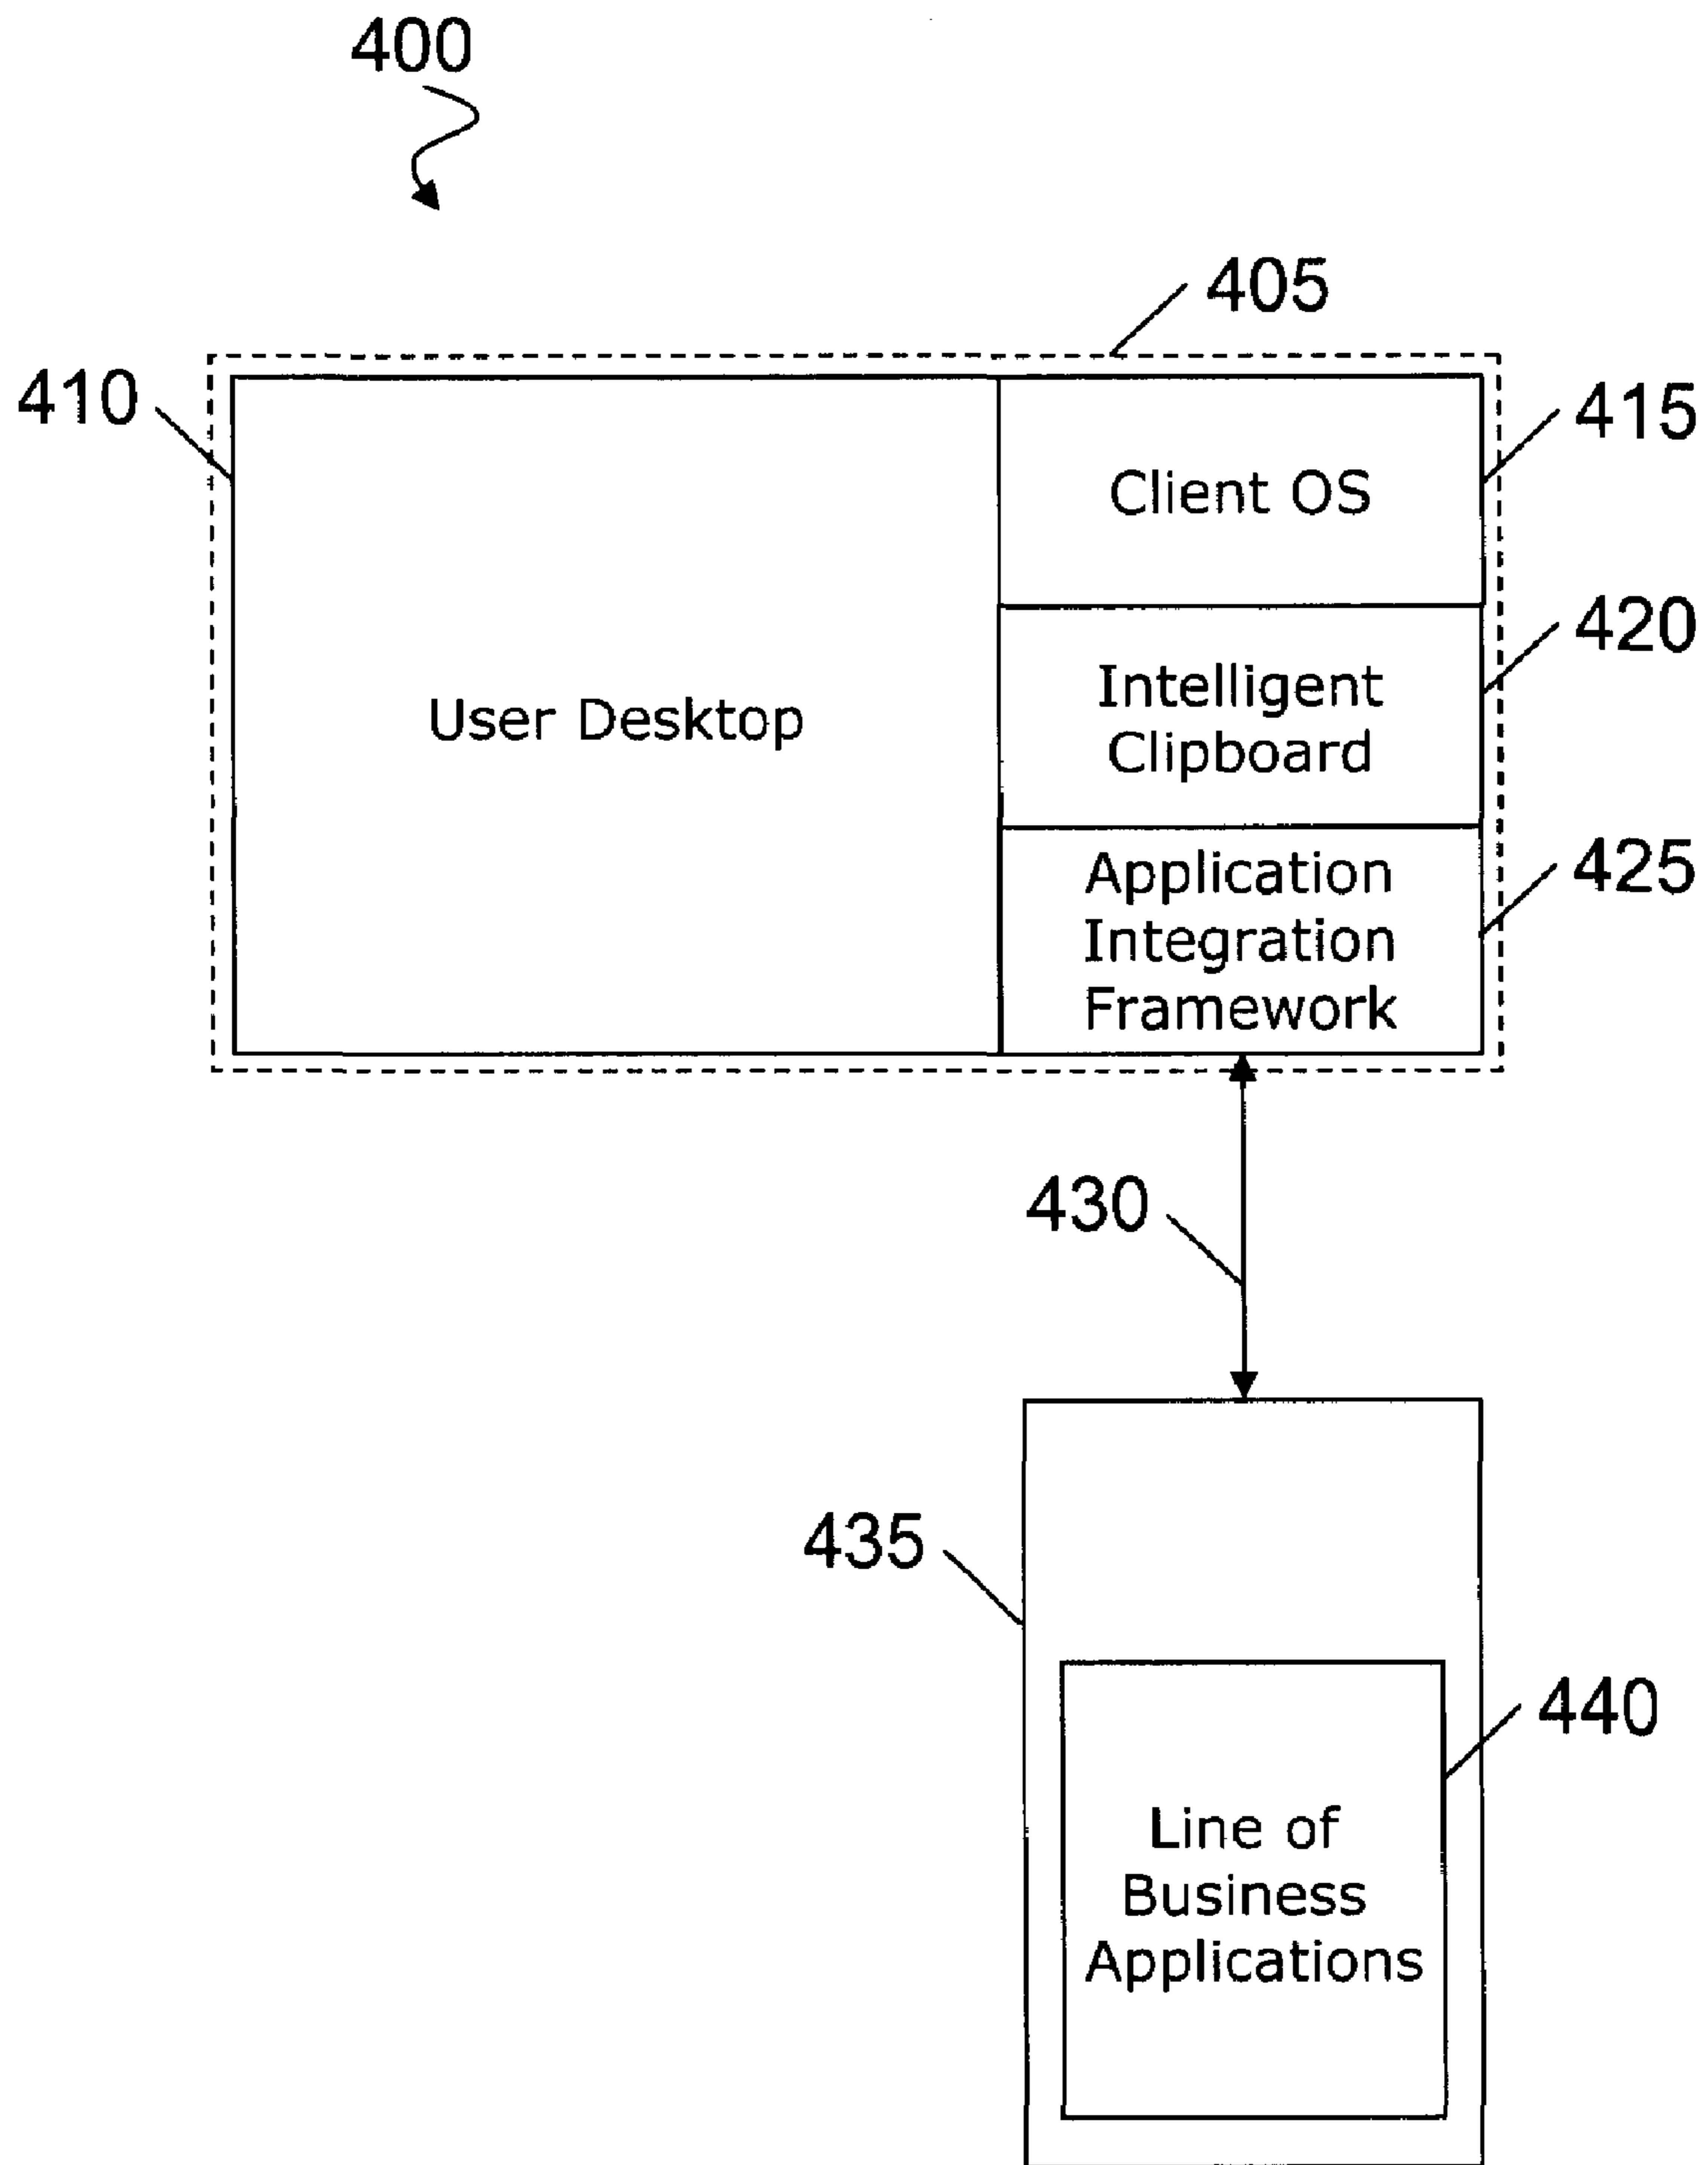 400
405
410
415
Client OS
420
Intelligent
Clipboard
User Desktop
425
Application
Integration
Framework
430
435
440
Line of
Business
Applications